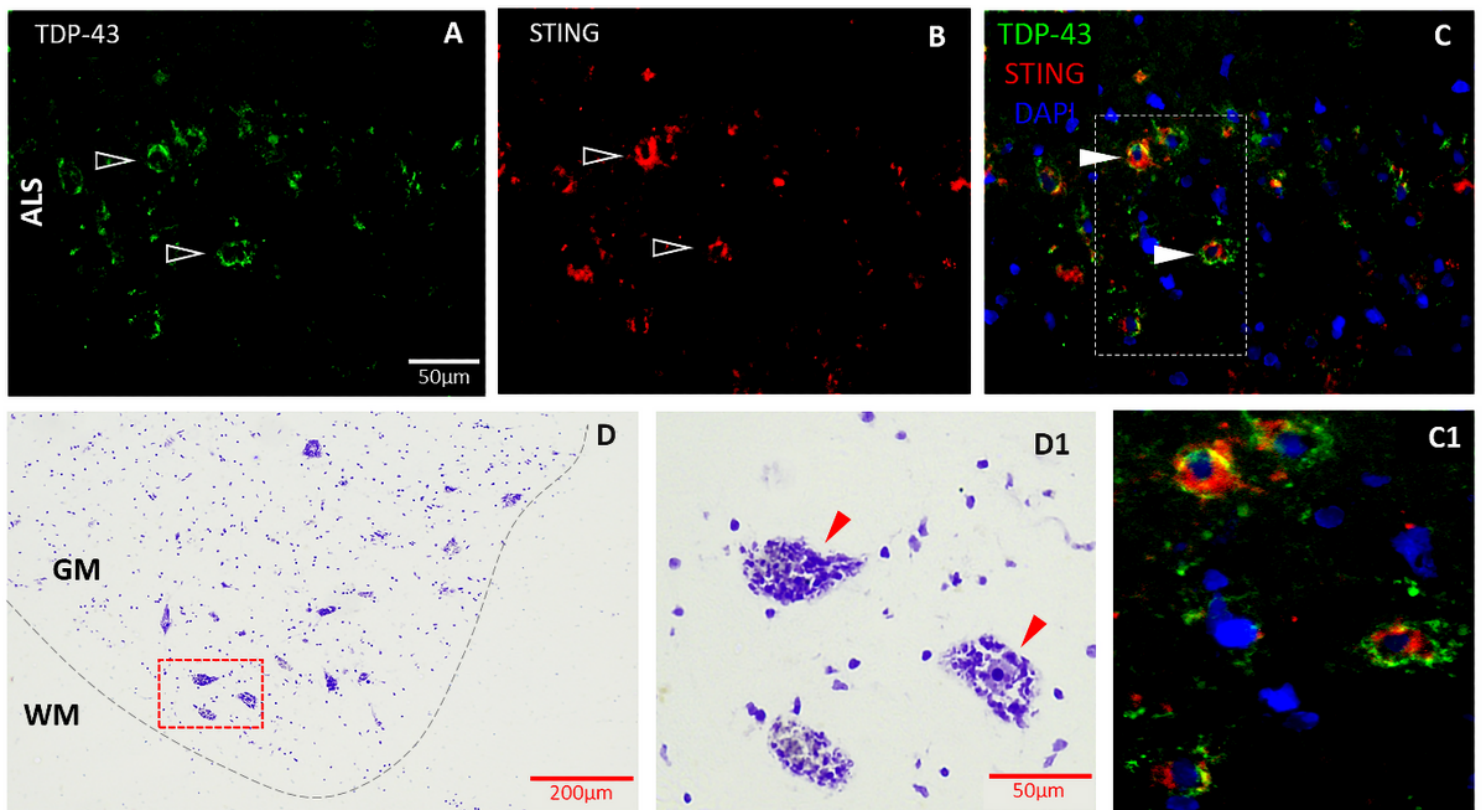 TDP-43
A
ALS
50µm
STING
B
TDP-43
STING
DAPI
C
D
GM
WM
200µm
D1
50µm
C1